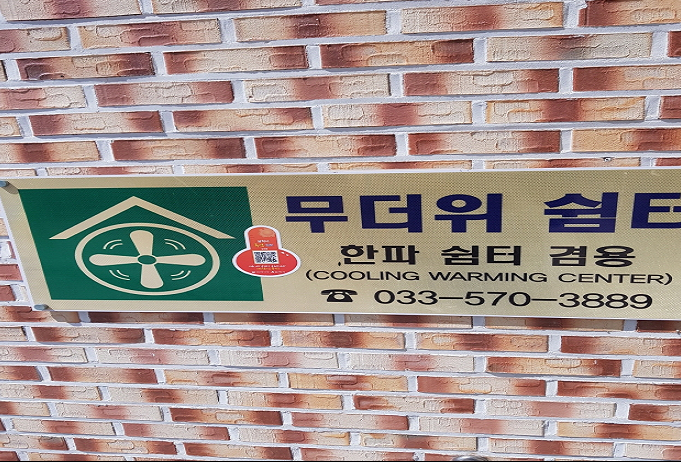 무더위 쉼터
한파 쉼터 겸용
(COOLING WARMING CENTER)
☎ 033-570-3889